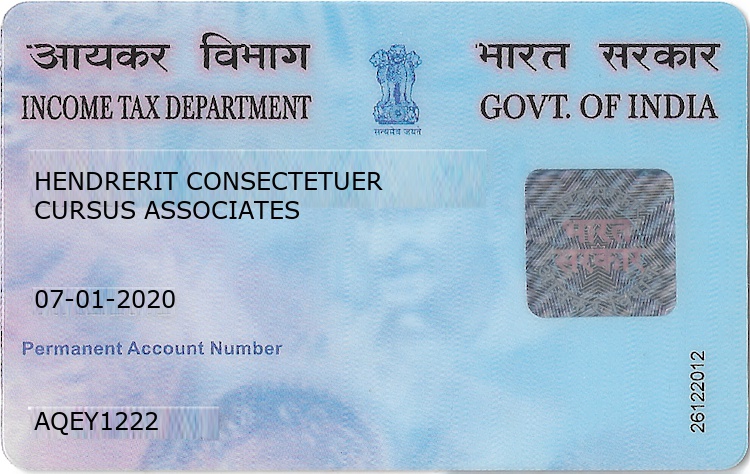 आयकर विभाग
भारत सरकार
INCOME TAX DEPARTMENT
GOVT. OF INDIA
सत्यमेव जयते
HENDRERIT CONSECTETUER
CURSUS ASSOCIATES
भारत
सरकार
07-01-2020
Permanent Account Number
AQEY1222
26122012